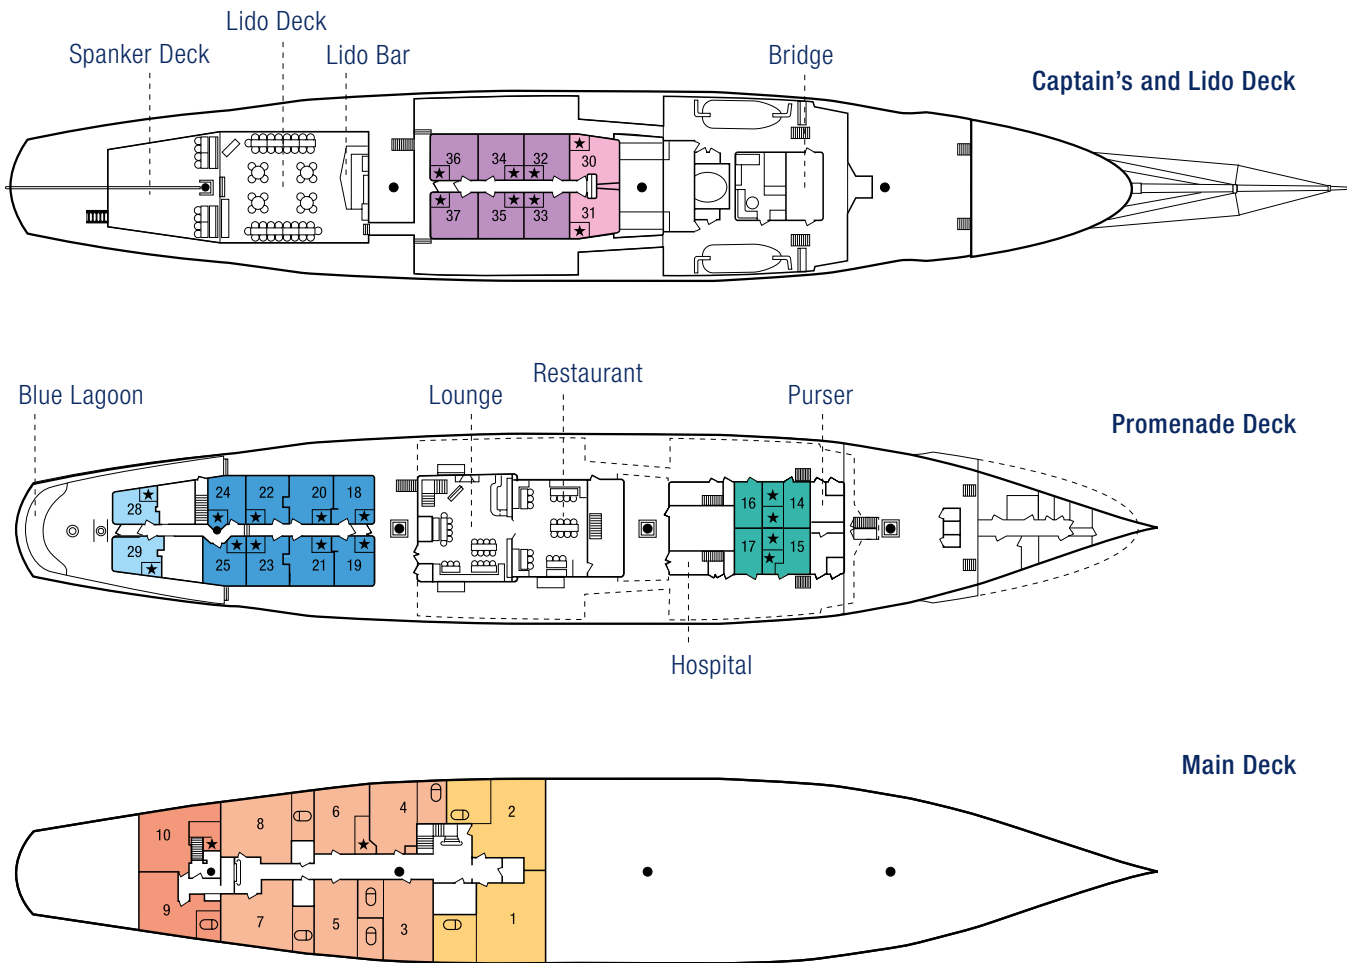 Lido Deck
Spanker Deck
Lido Bar
Bridge
Captain's and Lido Deck
36 34 32 30
37 35 33 31
Restaurant
Blue Lagoon
Lounge
Purser
Promenade Deck
28 24 22 20 18 16 14
29 25 23 21 19 17 15
Hospital
Main Deck
10 8 6 4 2
9 7 5 3 1